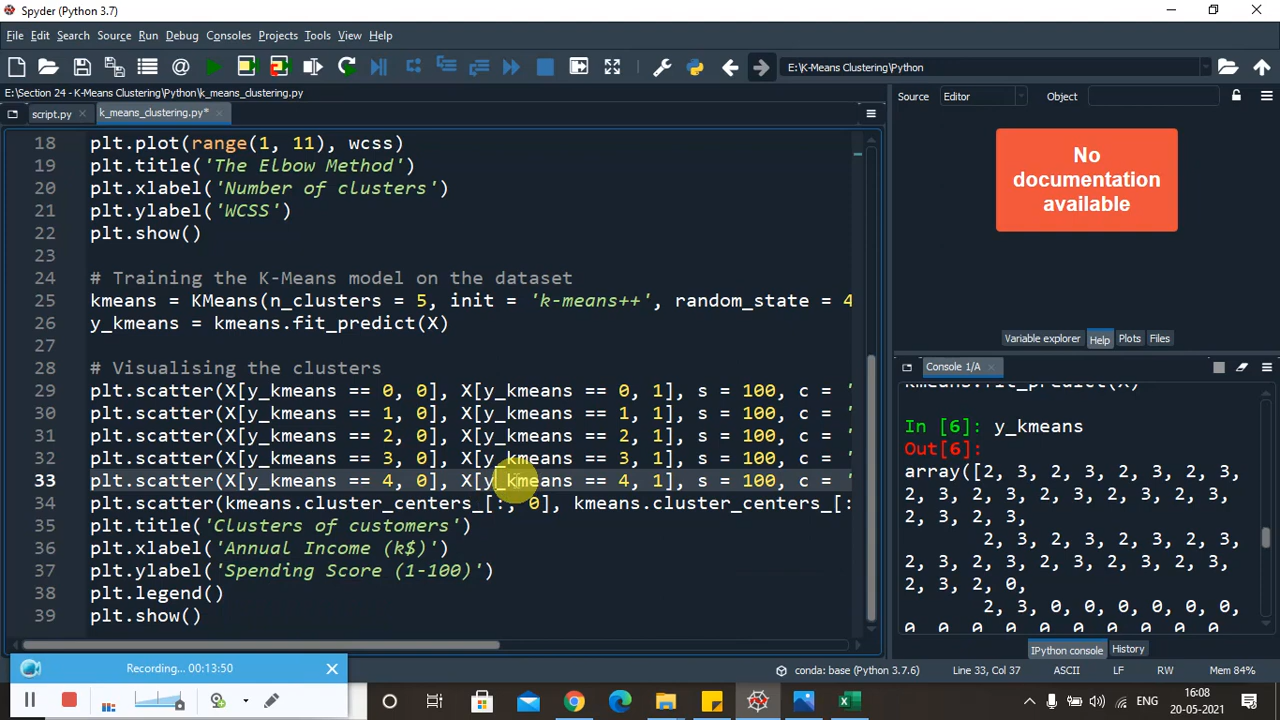 Spyder (Python 3.7)
File Edit Search Source Run Debug Consoles Projects Tools View Help
E:\K-Means Clustering\Python
E:\Section 24 - K-Means Clustering\Python\k_means_clustering.py
script.py k_means_clustering.py*
18 plt.plot(range(1, 11), wcss)
19 plt.title('The Elbow Method')
20 plt.xlabel('Number of clusters')
21 plt.ylabel('WCSS')
22 plt.show()
23
24 # Training the K-Means model on the dataset
25 kmeans = KMeans(n_clusters = 5, init = 'k-means++', random_state = 4
26 y_kmeans = kmeans.fit_predict(X)
27
28 # Visualising the clusters
29 plt.scatter(X[y_kmeans == 0, 0], X[y_kmeans == 0, 1], s = 100, c = '
30 plt.scatter(X[y_kmeans == 1, 0], X[y_kmeans == 1, 1], s = 100, c = '
31 plt.scatter(X[y_kmeans == 2, 0], X[y_kmeans == 2, 1], s = 100, c = '
32 plt.scatter(X[y_kmeans == 3, 0], X[y_kmeans == 3, 1], s = 100, c = '
33 plt.scatter(X[y_kmeans == 4, 0], X[y_kmeans == 4, 1], s = 100, c = '
34 plt.scatter(kmeans.cluster_centers_[:, 0], kmeans.cluster_centers_[:
35 plt.title('Clusters of customers')
36 plt.xlabel('Annual Income (k$)')
37 plt.ylabel('Spending Score (1-100)')
38 plt.legend()
39 plt.show()
Source Editor Object
No
documentation
available
Variable explorer Help Plots Files
Console 1/A
kmeans.fit_predict(X)
In [6]: y_kmeans
Out[6]:
array([2, 3, 2, 3, 2, 3, 2, 3,
2, 3, 2, 3, 2, 3, 2, 3, 2, 3,
2, 3, 2, 3,
2, 3, 2, 3, 2, 3, 2, 3,
2, 3, 2, 3, 2, 3, 2, 3, 2, 3,
2, 3, 2, 0,
2, 3, 0, 0, 0, 0, 0, 0,
0, 0, 0, 0, 0, 0, 0, 0, 0, 0,
IPython console History
Recording... 00:13:50
conda: base (Python 3.7.6) Line 33, Col 37 ASCII LF RW Mem 84%
ENG
16:08
20-05-2021